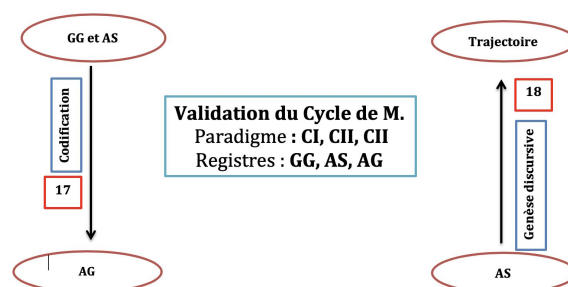 GG et AS
Trajectoire
Codification
17
Validation du Cycle de M.
Paradigme : CI, CII, CII
Registres : GG, AS, AG
18
Genèse discursive
AG
AS